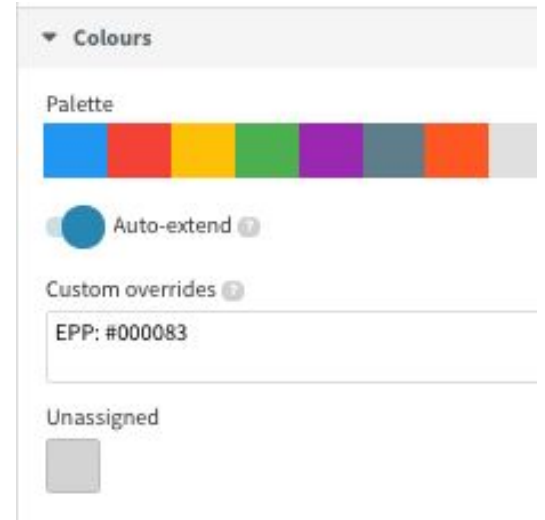 Colours
Palette
Auto-extend ?
Custom overrides ?
EPP: #000083
Unassigned